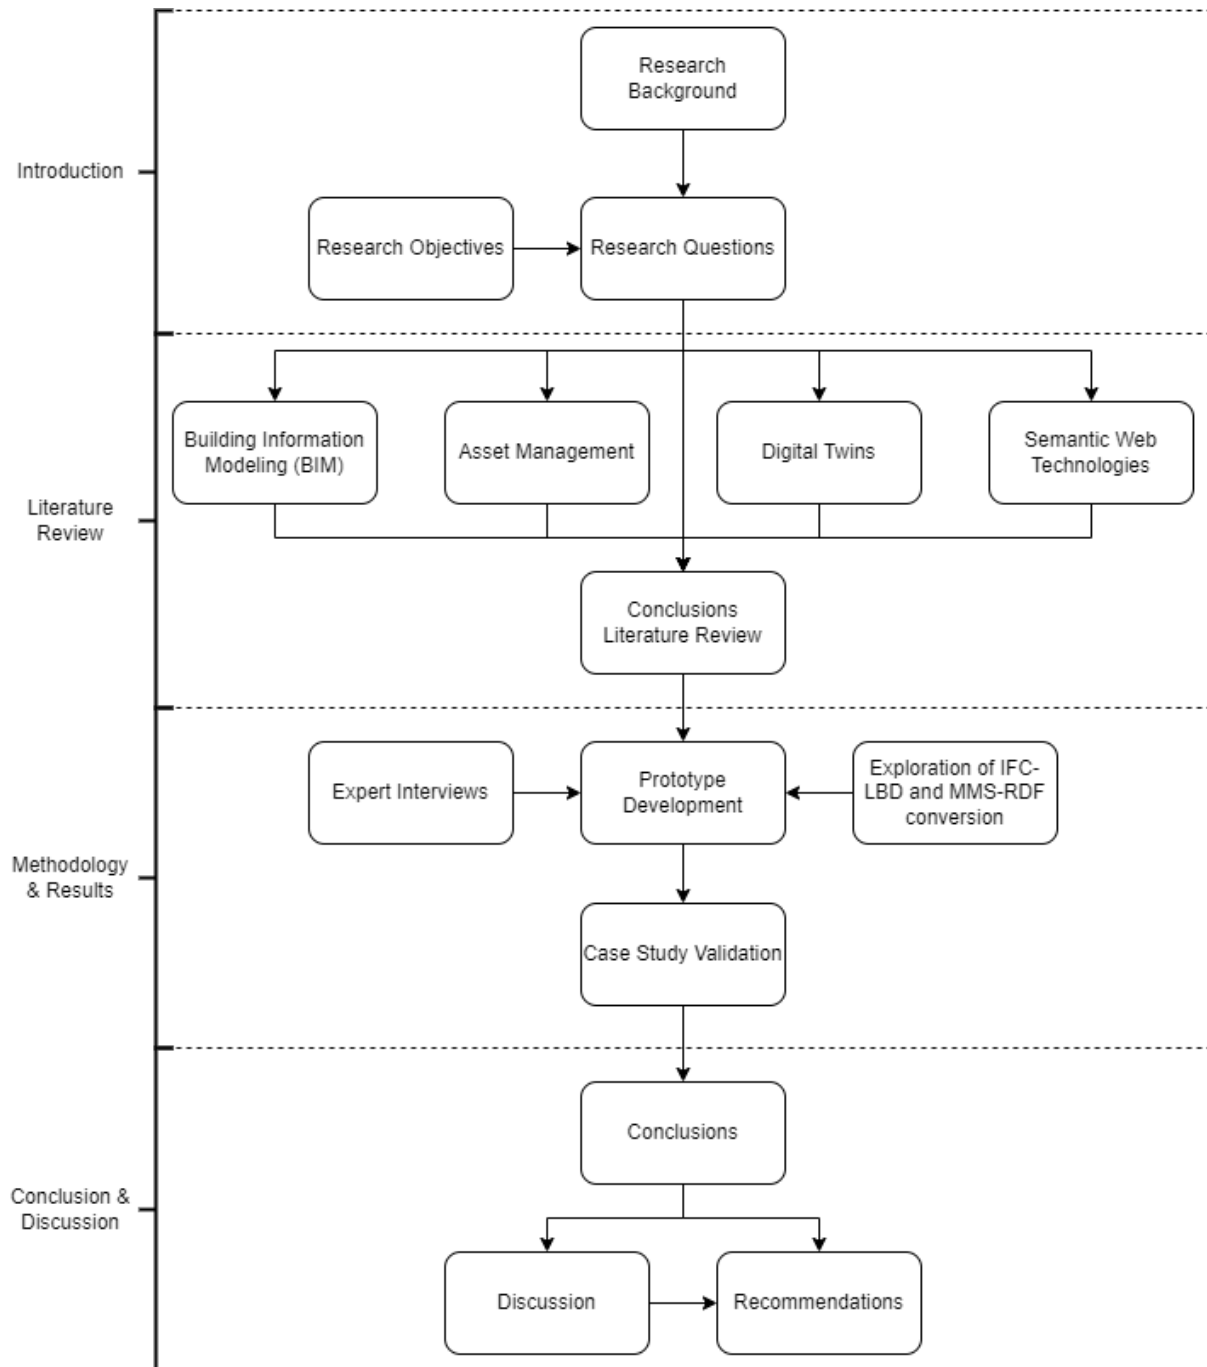 Research
Background
Introduction
Research Objectives
Research Questions
Building Information
Modeling (BIM)
Asset Management
Digital Twins
Semantic Web
Technologies
Literature
Review
Conclusions
Literature Review
Expert Interviews
Prototype
Development
Exploration of IFC-
LBD and MMS-RDF
conversion
Methodology
& Results
Case Study Validation
Conclusions
Conclusion &
Discussion
Discussion
Recommendations